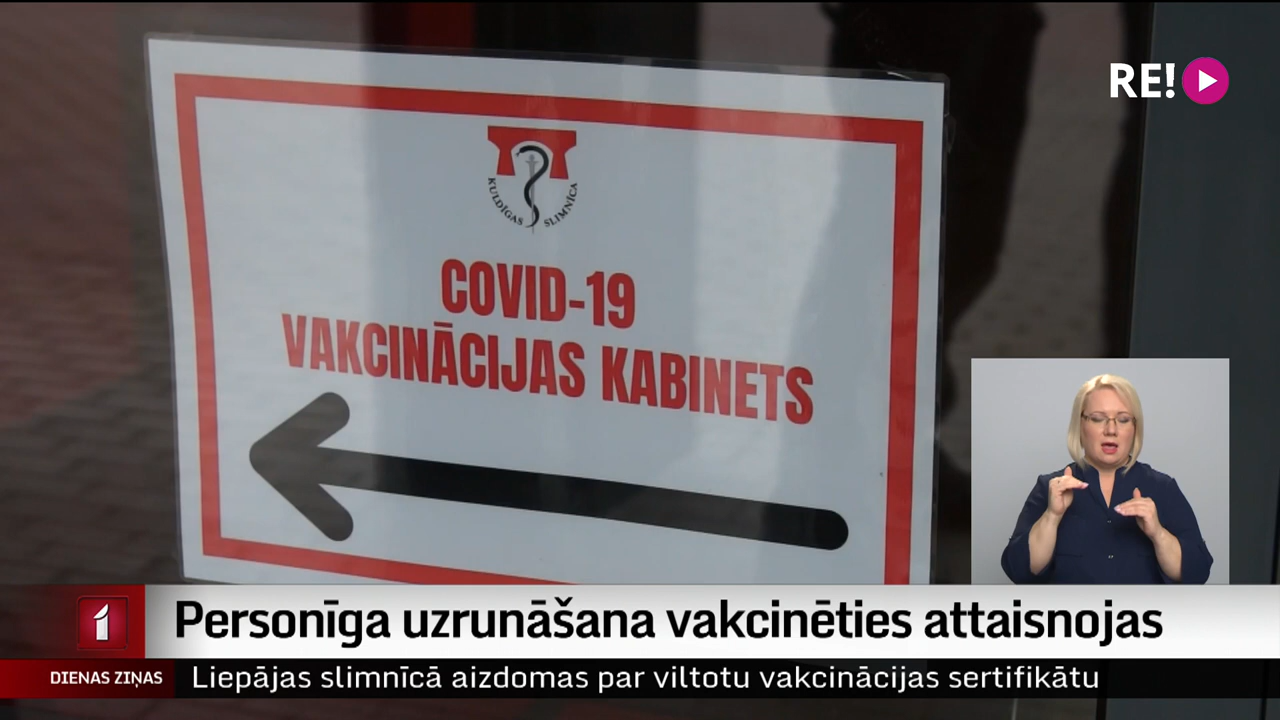 RE!
KULDĪGAS SLIMNĪCA
COVID-19
VAKCINĀCIJAS KABINETS
1
Personīga uzrunāšana vakcinēties attaisnojas
DIENAS ZIŅAS
Liepājas slimnīcā aizdomas par viltotu vakcinācijas sertifikātu